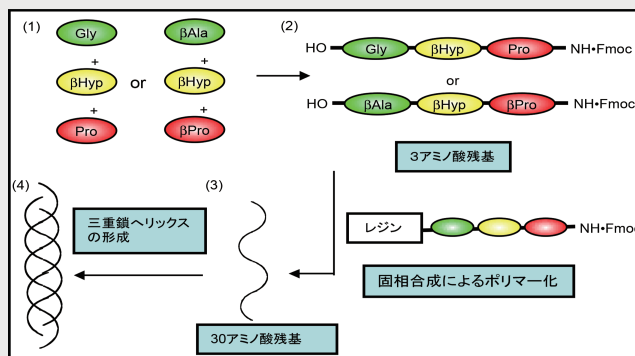 (1)
Gly
βAla
+
+
βHyp
or
βHyp
+
+
Pro
βPro
(2)
HO
Gly
βHyp
Pro
NH•Fmoc
or
HO
βAla
βHyp
βPro
NH•Fmoc
3アミノ酸残基
レジン
NH•Fmoc
固相合成によるポリマー化
(3)
30アミノ酸残基
(4)
三重鎖ヘリックス
の形成